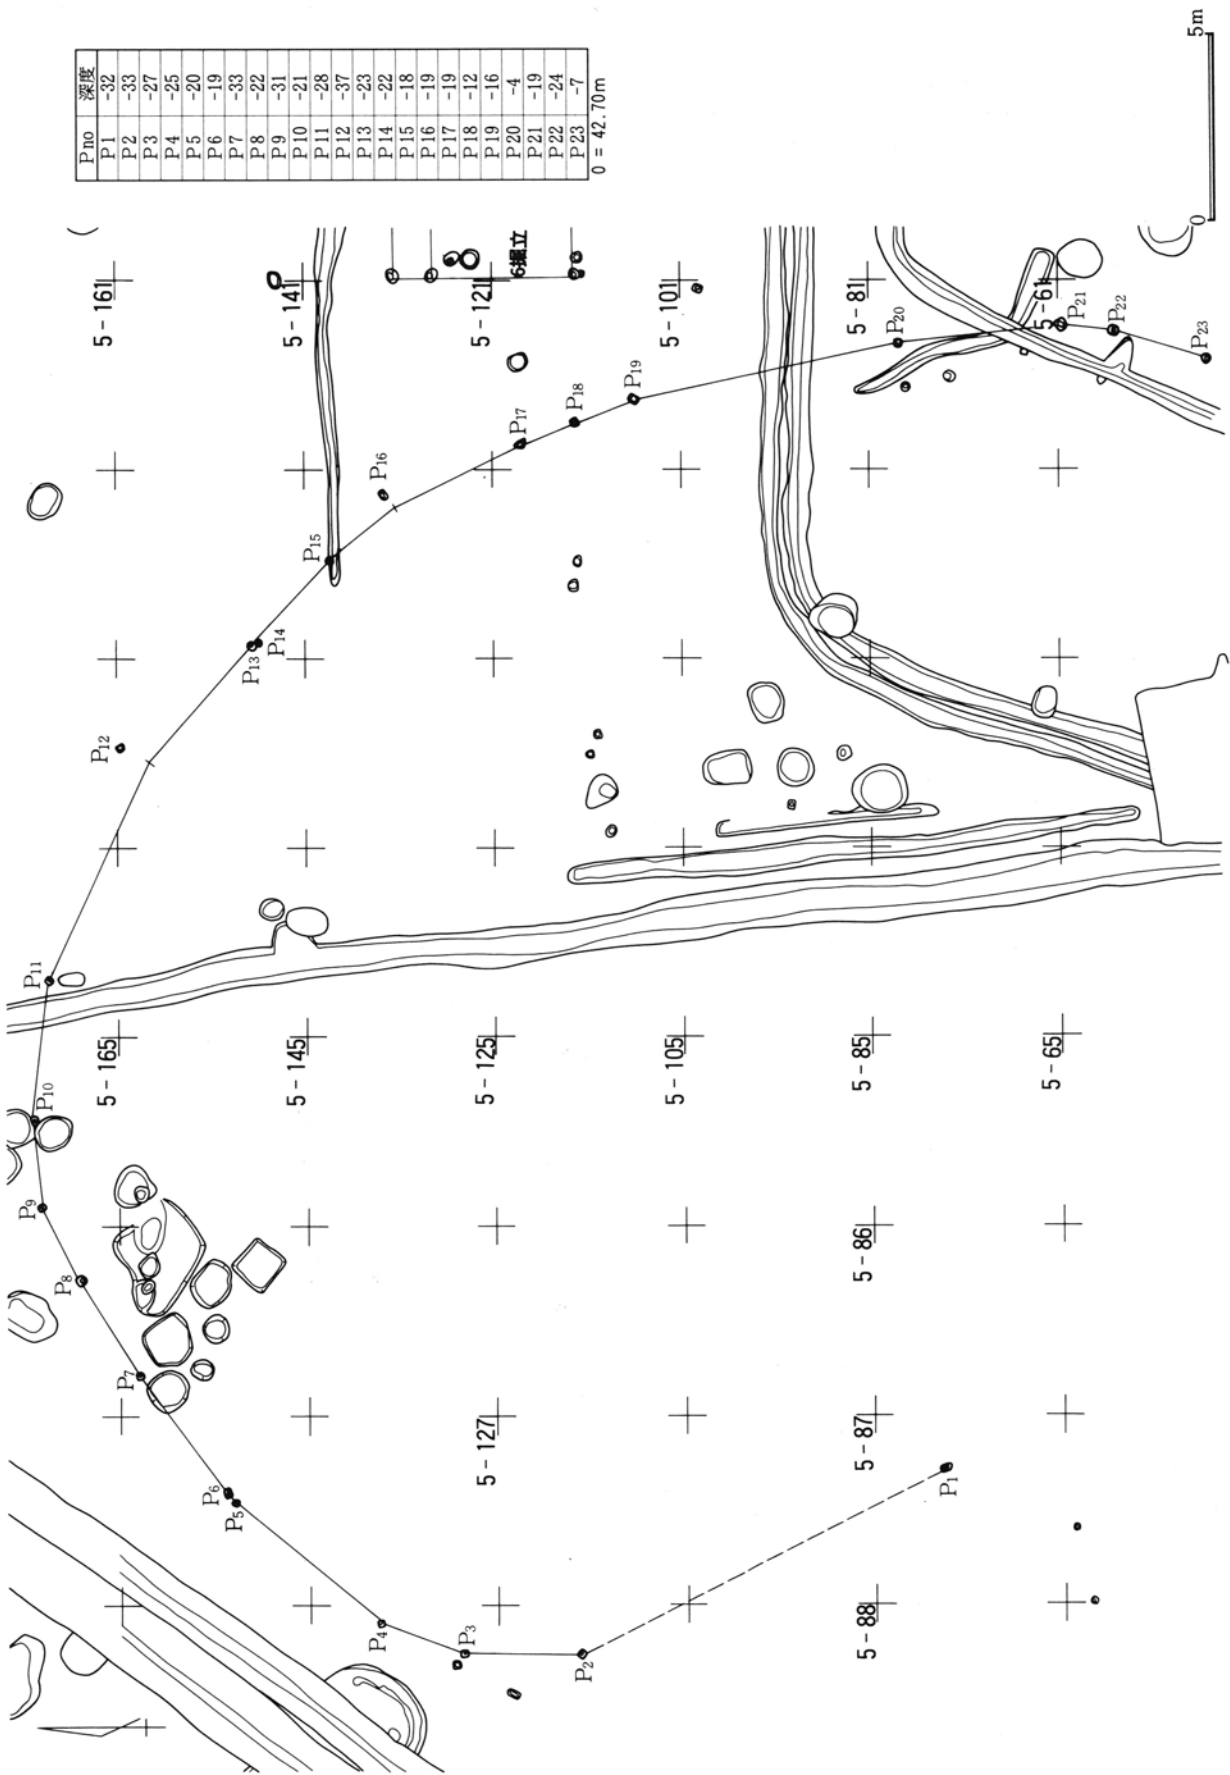 Pno 深度
P1 -32
P2 -33
P3 -27
P4 -25
P5 -20
P6 -19
P7 -33
P8 -22
P9 -31
P10 -21
P11 -28
P12 -37
P13 -23
P14 -22
P15 -18
P16 -19
P17 -19
P18 -12
P19 -16
P20 -4
P21 -19
P22 -24
P23 -7
0 = 42.70m
0 5m
5-161
5-141
5-121
5-101
5-81
5-61
6掘立
P20
P21
P22
P23
P19
P18
P17
P16
P15
P14
P13
P12
P11
5-165
5-145
5-125
5-105
5-85
5-65
P10
P9
P8
5-86
P7
5-127
5-87
P6
P5
P1
P4
P3
P2
5-88